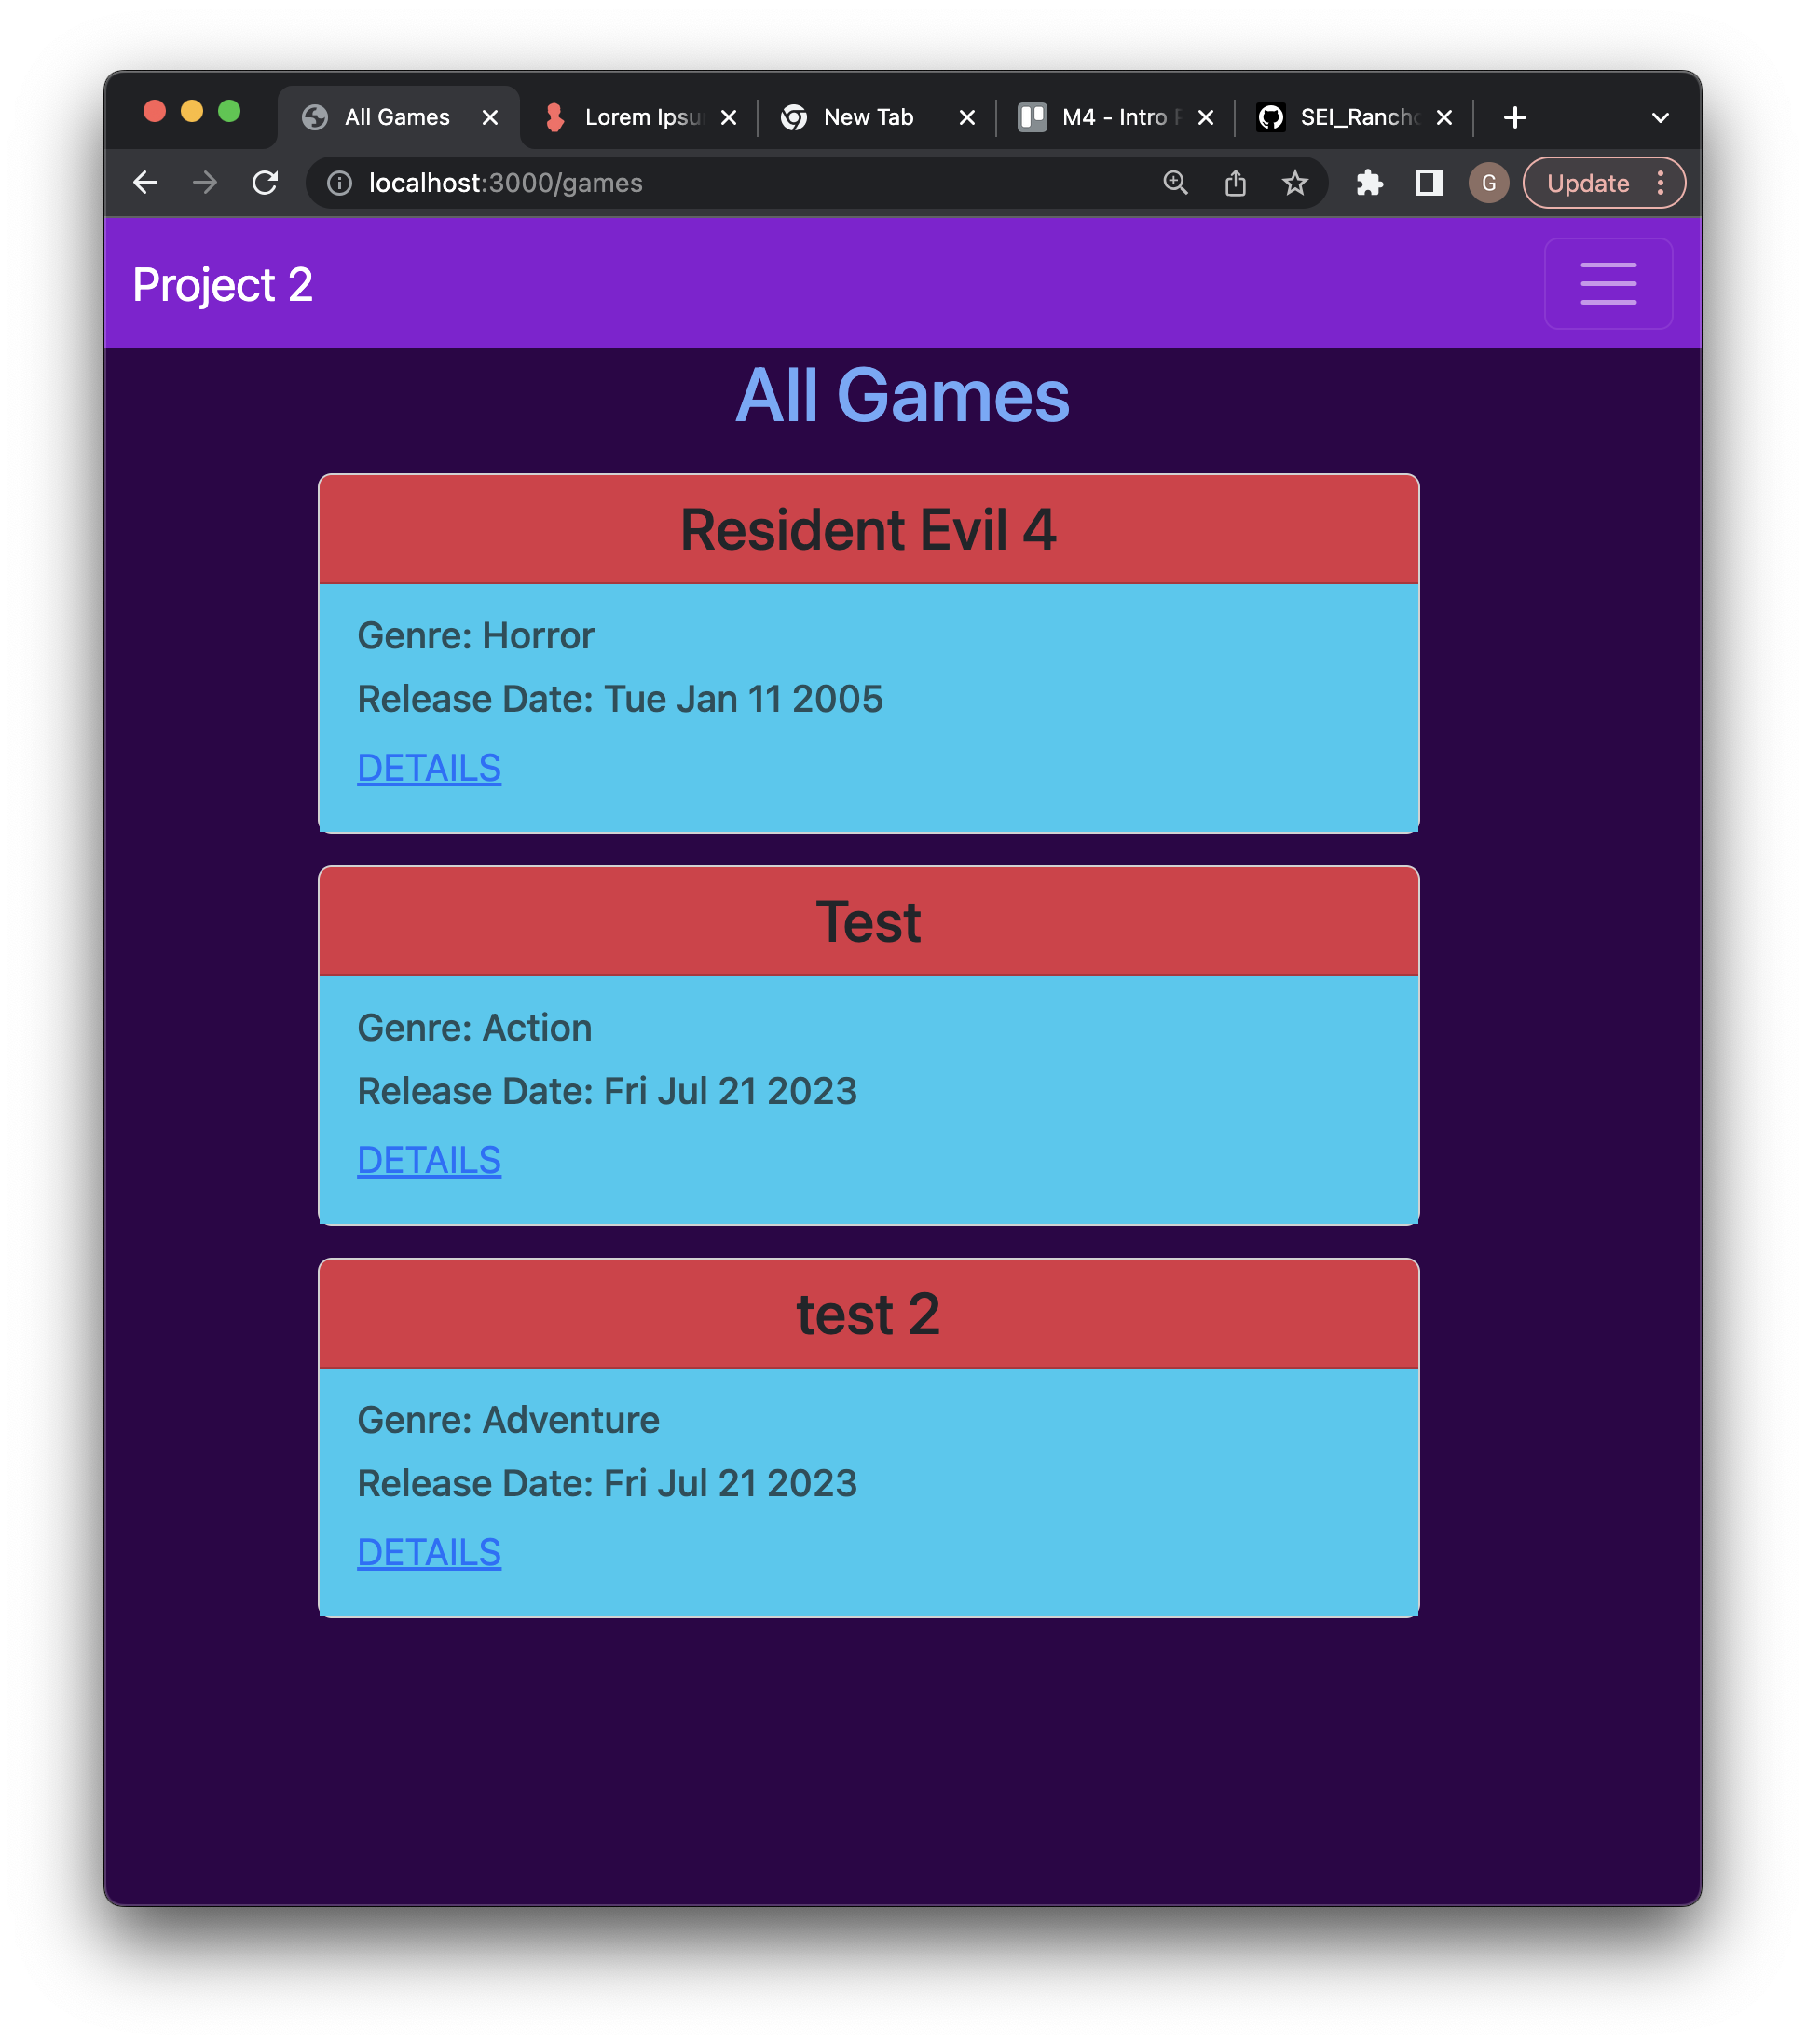 All Games
Lorem Ipsu
New Tab
M4 - Intro
SEI_Ranch
localhost:3000/games
G
Update
Project 2
All Games
Resident Evil 4
Genre: Horror
Release Date: Tue Jan 11 2005
DETAILS
Test
Genre: Action
Release Date: Fri Jul 21 2023
DETAILS
test 2
Genre: Adventure
Release Date: Fri Jul 21 2023
DETAILS